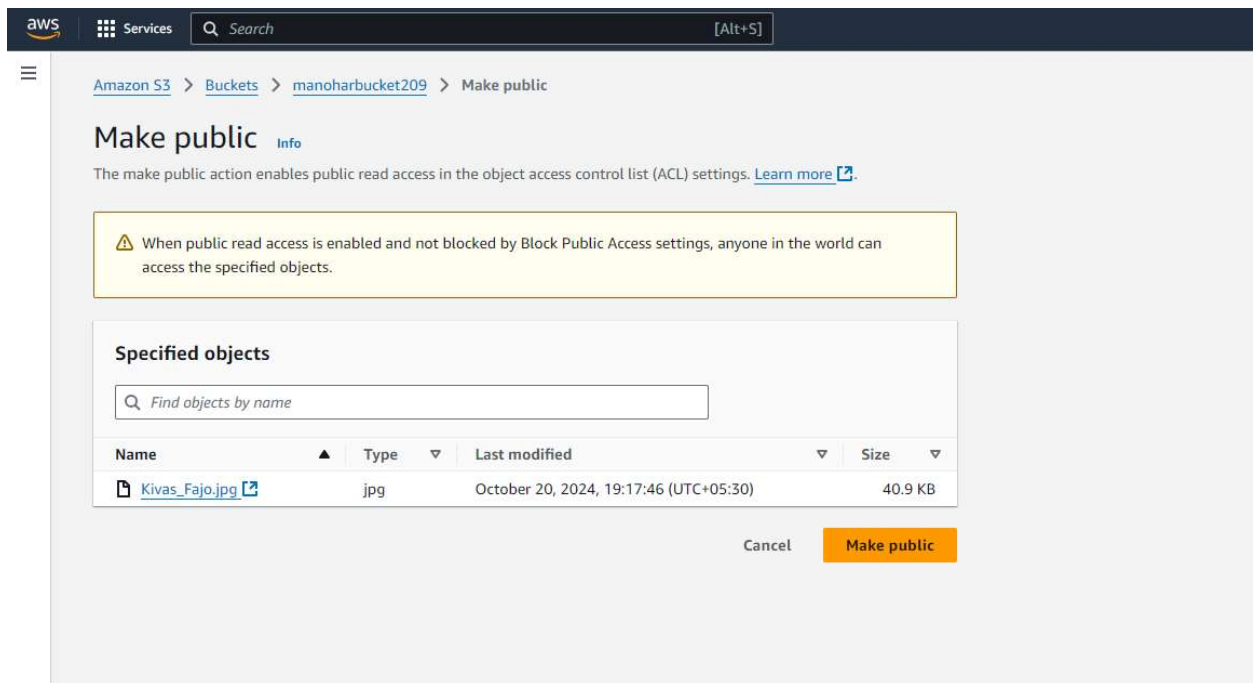 aws Services Search [Alt+S]
Amazon S3 > Buckets > manoharbucket209 > Make public
Make public Info
The make public action enables public read access in the object access control list (ACL) settings. Learn more.
When public read access is enabled and not blocked by Block Public Access settings, anyone in the world can
access the specified objects.
Specified objects
Find objects by name
Name Type Last modified Size
Kivas_Fajo.jpg jpg October 20, 2024, 19:17:46 (UTC+05:30) 40.9 KB
Cancel Make public